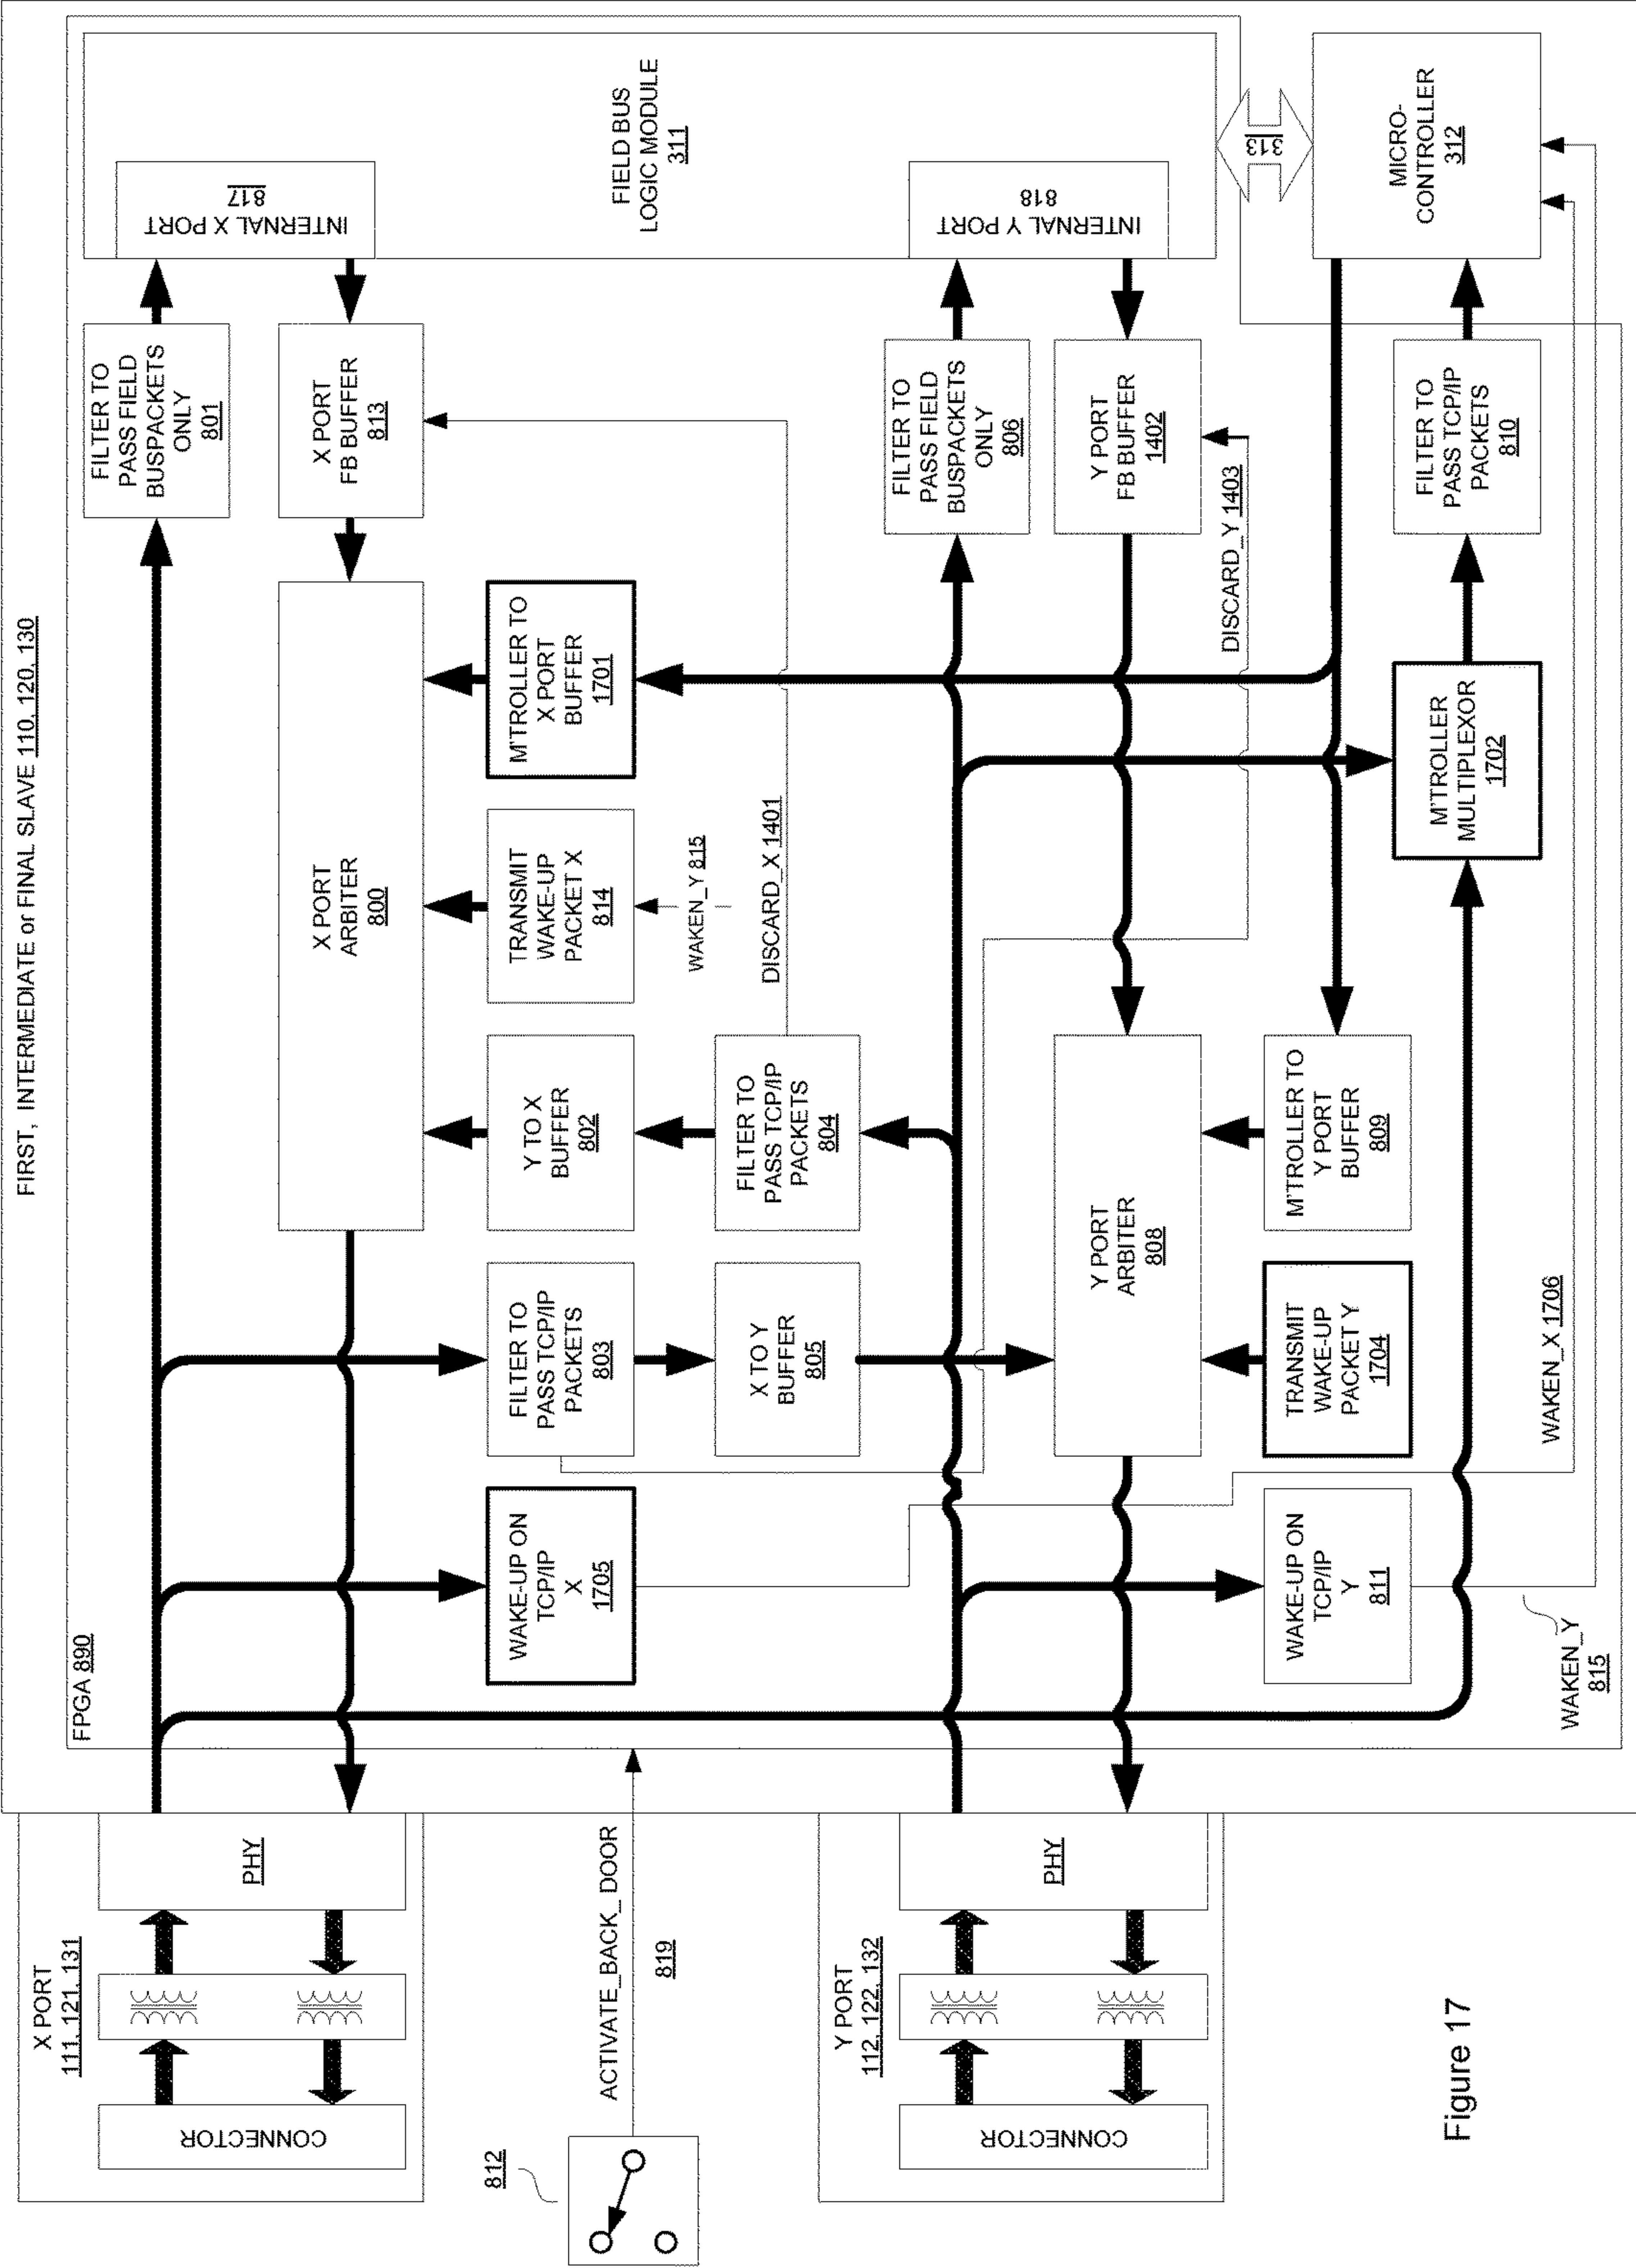 FIRST, INTERMEDIATE or FINAL SLAVE 110, 120, 130
X PORT
111, 121, 131
CONNECTOR
PHY
FPGA 890
FILTER TO
PASS FIELD
BUSPACKETS
ONLY
801
INTERNAL X PORT
817
FIELD BUS
LOGIC MODULE
311
X PORT
ARBITER
800
X PORT
FB BUFFER
813
WAKE-UP ON
TCP/IP
X
1705
FILTER TO
PASS TCP/IP
PACKETS
803
Y TO X
BUFFER
802
TRANSMIT
WAKE-UP
PACKET X
814
M'TROLLER TO
X PORT
BUFFER
1701
812
ACTIVATE_BACK_DOOR
819
X TO Y
BUFFER
805
FILTER TO
PASS TCP/IP
PACKETS
804
WAKEN_Y 815
DISCARD_X 1401
Y PORT
112, 122, 132
CONNECTOR
PHY
FILTER TO
PASS FIELD
BUSPACKETS
ONLY
806
INTERNAL Y PORT
818
Y PORT
ARBITER
808
Y PORT
FB BUFFER
1402
DISCARD_Y 1403
313
WAKE-UP ON
TCP/IP
Y
811
TRANSMIT
WAKE-UP
PACKET Y
1704
M'TROLLER TO
Y PORT
BUFFER
809
M'TROLLER
MULTIPLEXOR
1702
FILTER TO
PASS TCP/IP
PACKETS
810
MICRO-
CONTROLLER
312
WAKEN_Y
815
WAKEN_X 1706
Figure 17